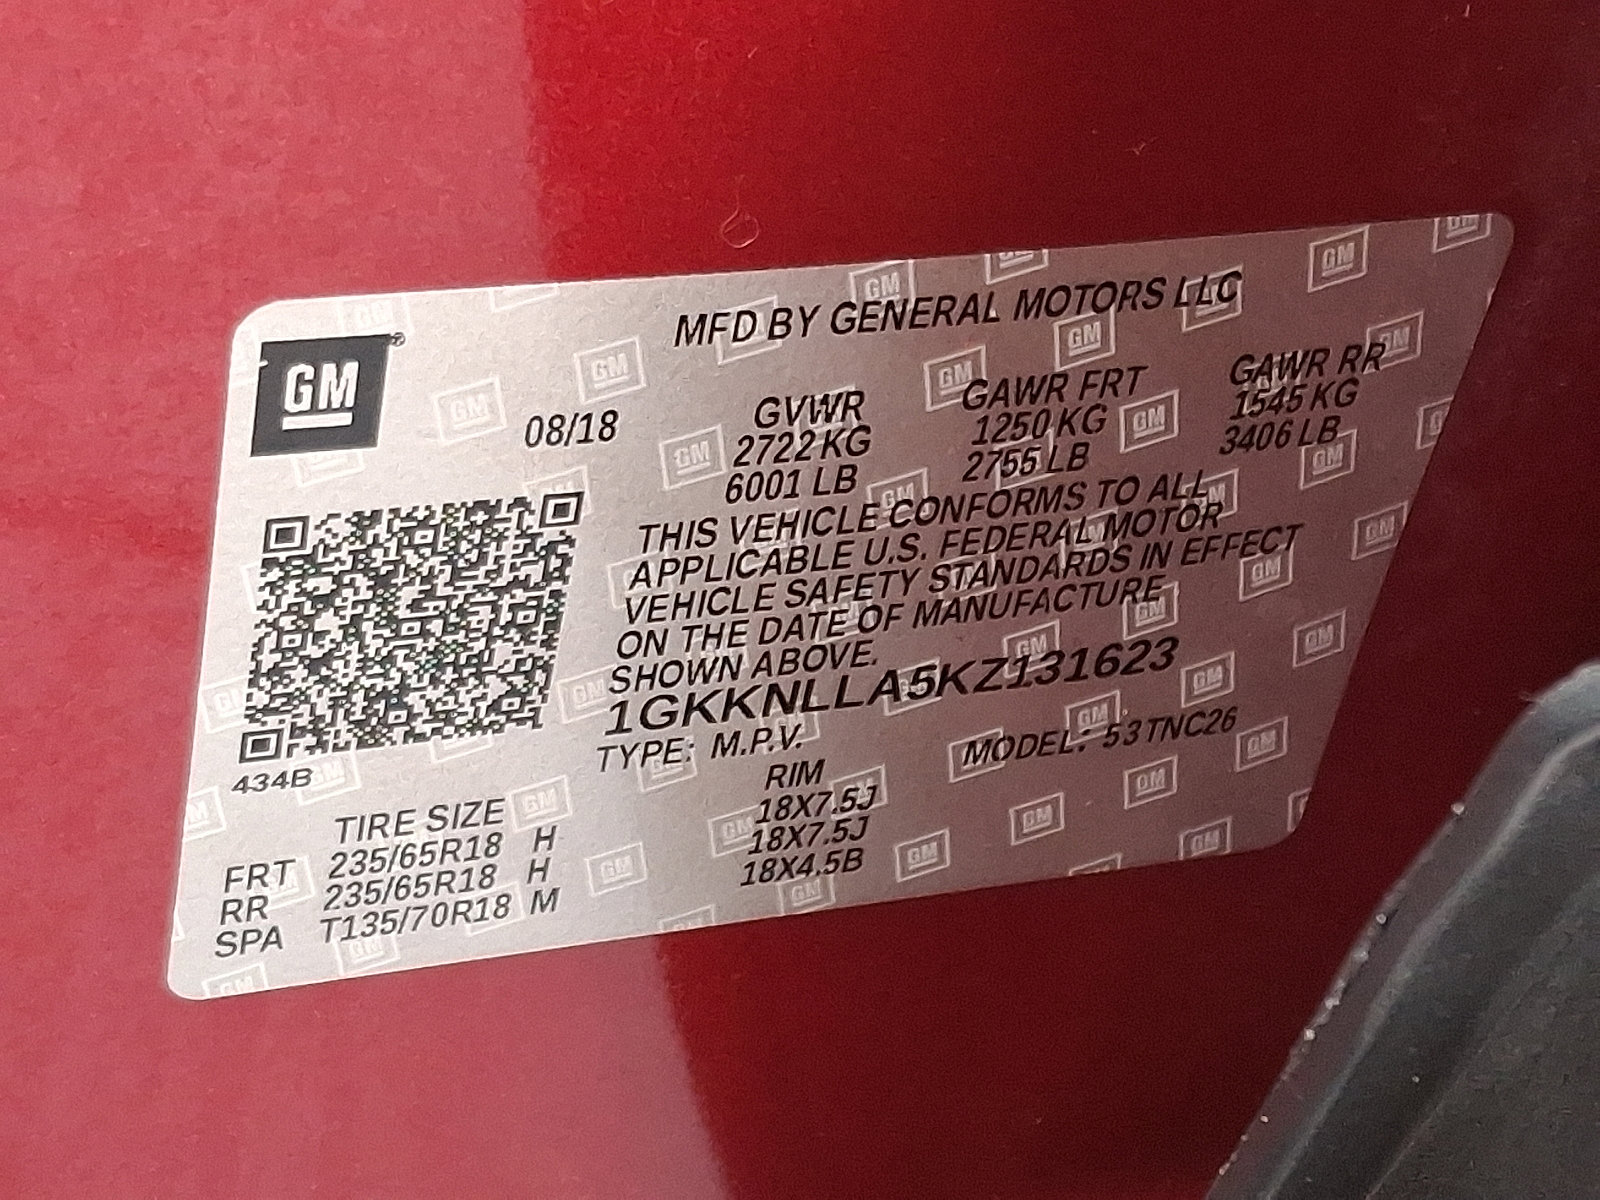 MFD BY GENERAL MOTORS LLC
GM
08/18
GVWR GAWR FRT GAWR RR
2722 KG 1250 KG 1545 KG
6001 LB 2755 LB 3406 LB
THIS VEHICLE CONFORMS TO ALL
APPLICABLE U.S. FEDERAL MOTOR
VEHICLE SAFETY STANDARDS IN EFFECT
ON THE DATE OF MANUFACTURE
SHOWN ABOVE.
1GKKNLLA5KZ131623
TYPE: M.P.V. MODEL: 53TNC26
434B
TIRE SIZE RIM
FRT 235/65R18 H 18X7.5J
RR 235/65R18 H 18X7.5J
SPA T135/70R18 M 18X4.5B